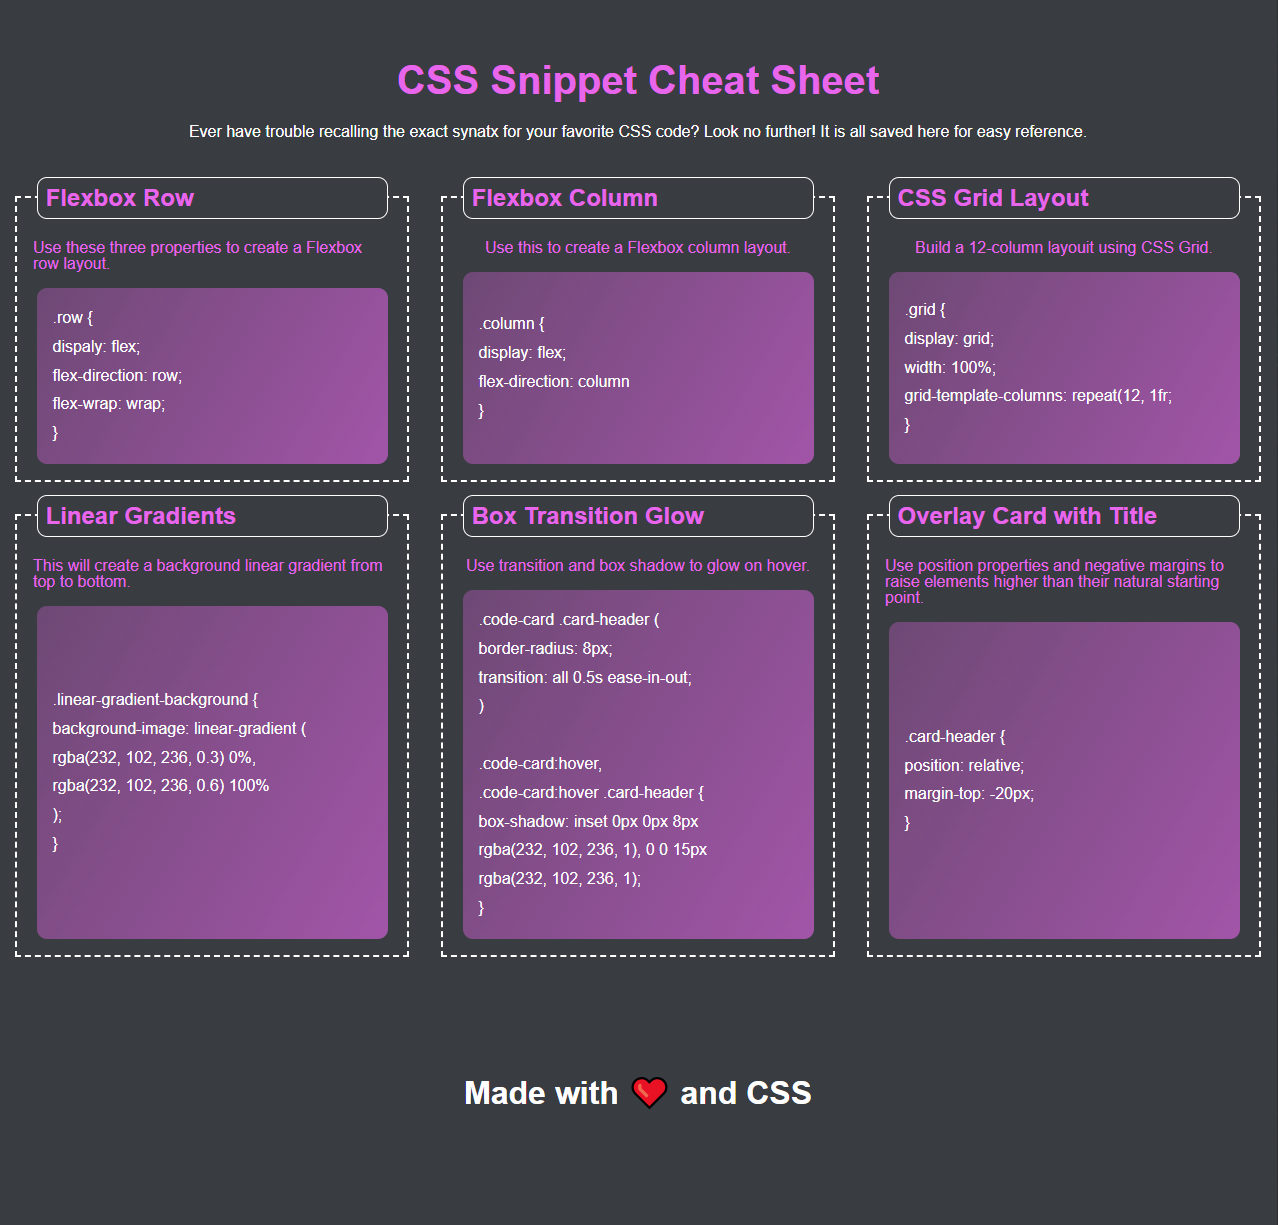 CSS Snippet Cheat Sheet
Ever have trouble recalling the exact synatx for your favorite CSS code? Look no further! It is all saved here for easy reference.
Flexbox Row
Use these three properties to create a Flexbox
row layout.
.row {
dispaly: flex;
flex-direction: row;
flex-wrap: wrap;
}
Flexbox Column
Use this to create a Flexbox column layout.
.column {
display: flex;
flex-direction: column
}
CSS Grid Layout
Build a 12-column layouit using CSS Grid.
.grid {
display: grid;
width: 100%;
grid-template-columns: repeat(12, 1fr;
}
Linear Gradients
This will create a background linear gradient from
top to bottom.
.linear-gradient-background {
background-image: linear-gradient (
rgba(232, 102, 236, 0.3) 0%,
rgba(232, 102, 236, 0.6) 100%
);
}
Box Transition Glow
Use transition and box shadow to glow on hover.
.code-card .card-header (
border-radius: 8px;
transition: all 0.5s ease-in-out;
)
.code-card:hover,
.code-card:hover .card-header {
box-shadow: inset 0px 0px 8px
rgba(232, 102, 236, 1), 0 0 15px
rgba(232, 102, 236, 1);
}
Overlay Card with Title
Use position properties and negative margins to
raise elements higher than their natural starting
point.
.card-header {
position: relative;
margin-top: -20px;
}
Made with ❤️ and CSS